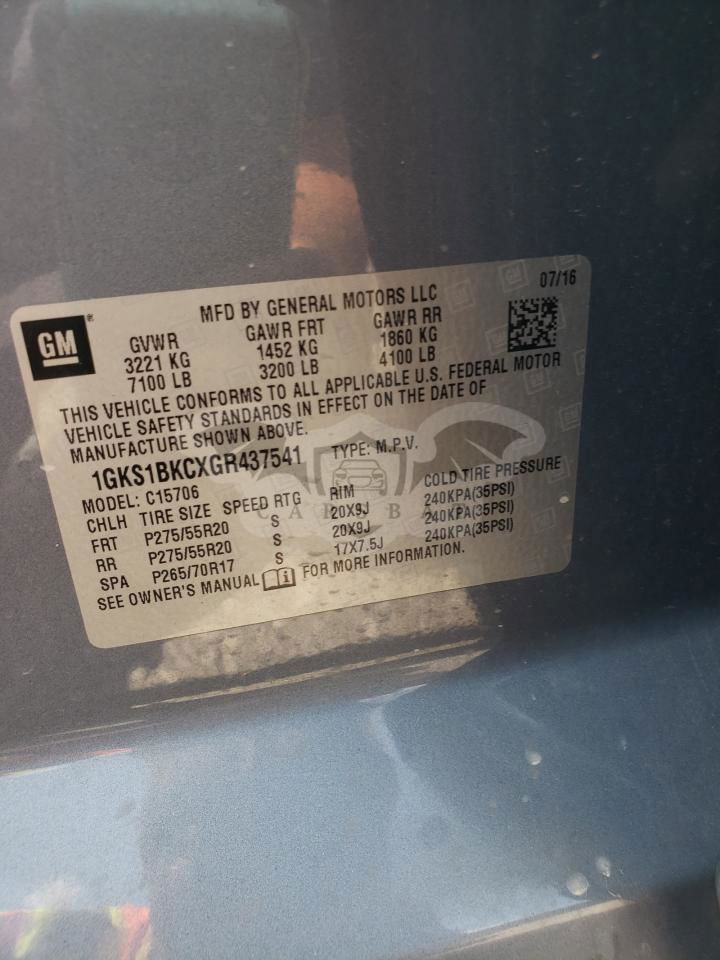 07/16
MFD BY GENERAL MOTORS LLC
GM®
GVWR GAWR FRT GAWR RR
3221 KG 1452 KG 1860 KG
7100 LB 3200 LB 4100 LB
THIS VEHICLE CONFORMS TO ALL APPLICABLE U.S. FEDERAL MOTOR
VEHICLE SAFETY STANDARDS IN EFFECT ON THE DATE OF
MANUFACTURE SHOWN ABOVE.
1GKS1BKCXGR437541 TYPE: M.P.V.
MODEL: C15706
CHLH TIRE SIZE SPEED RTG RIM COLD TIRE PRESSURE
FRT P275/55R20 S 20X9J 240KPA(35PSI)
RR P275/55R20 S 20X9J 240KPA(35PSI)
SPA P265/70R17 S 17X7.5J 240KPA(35PSI)
SEE OWNER'S MANUAL FOR MORE INFORMATION.